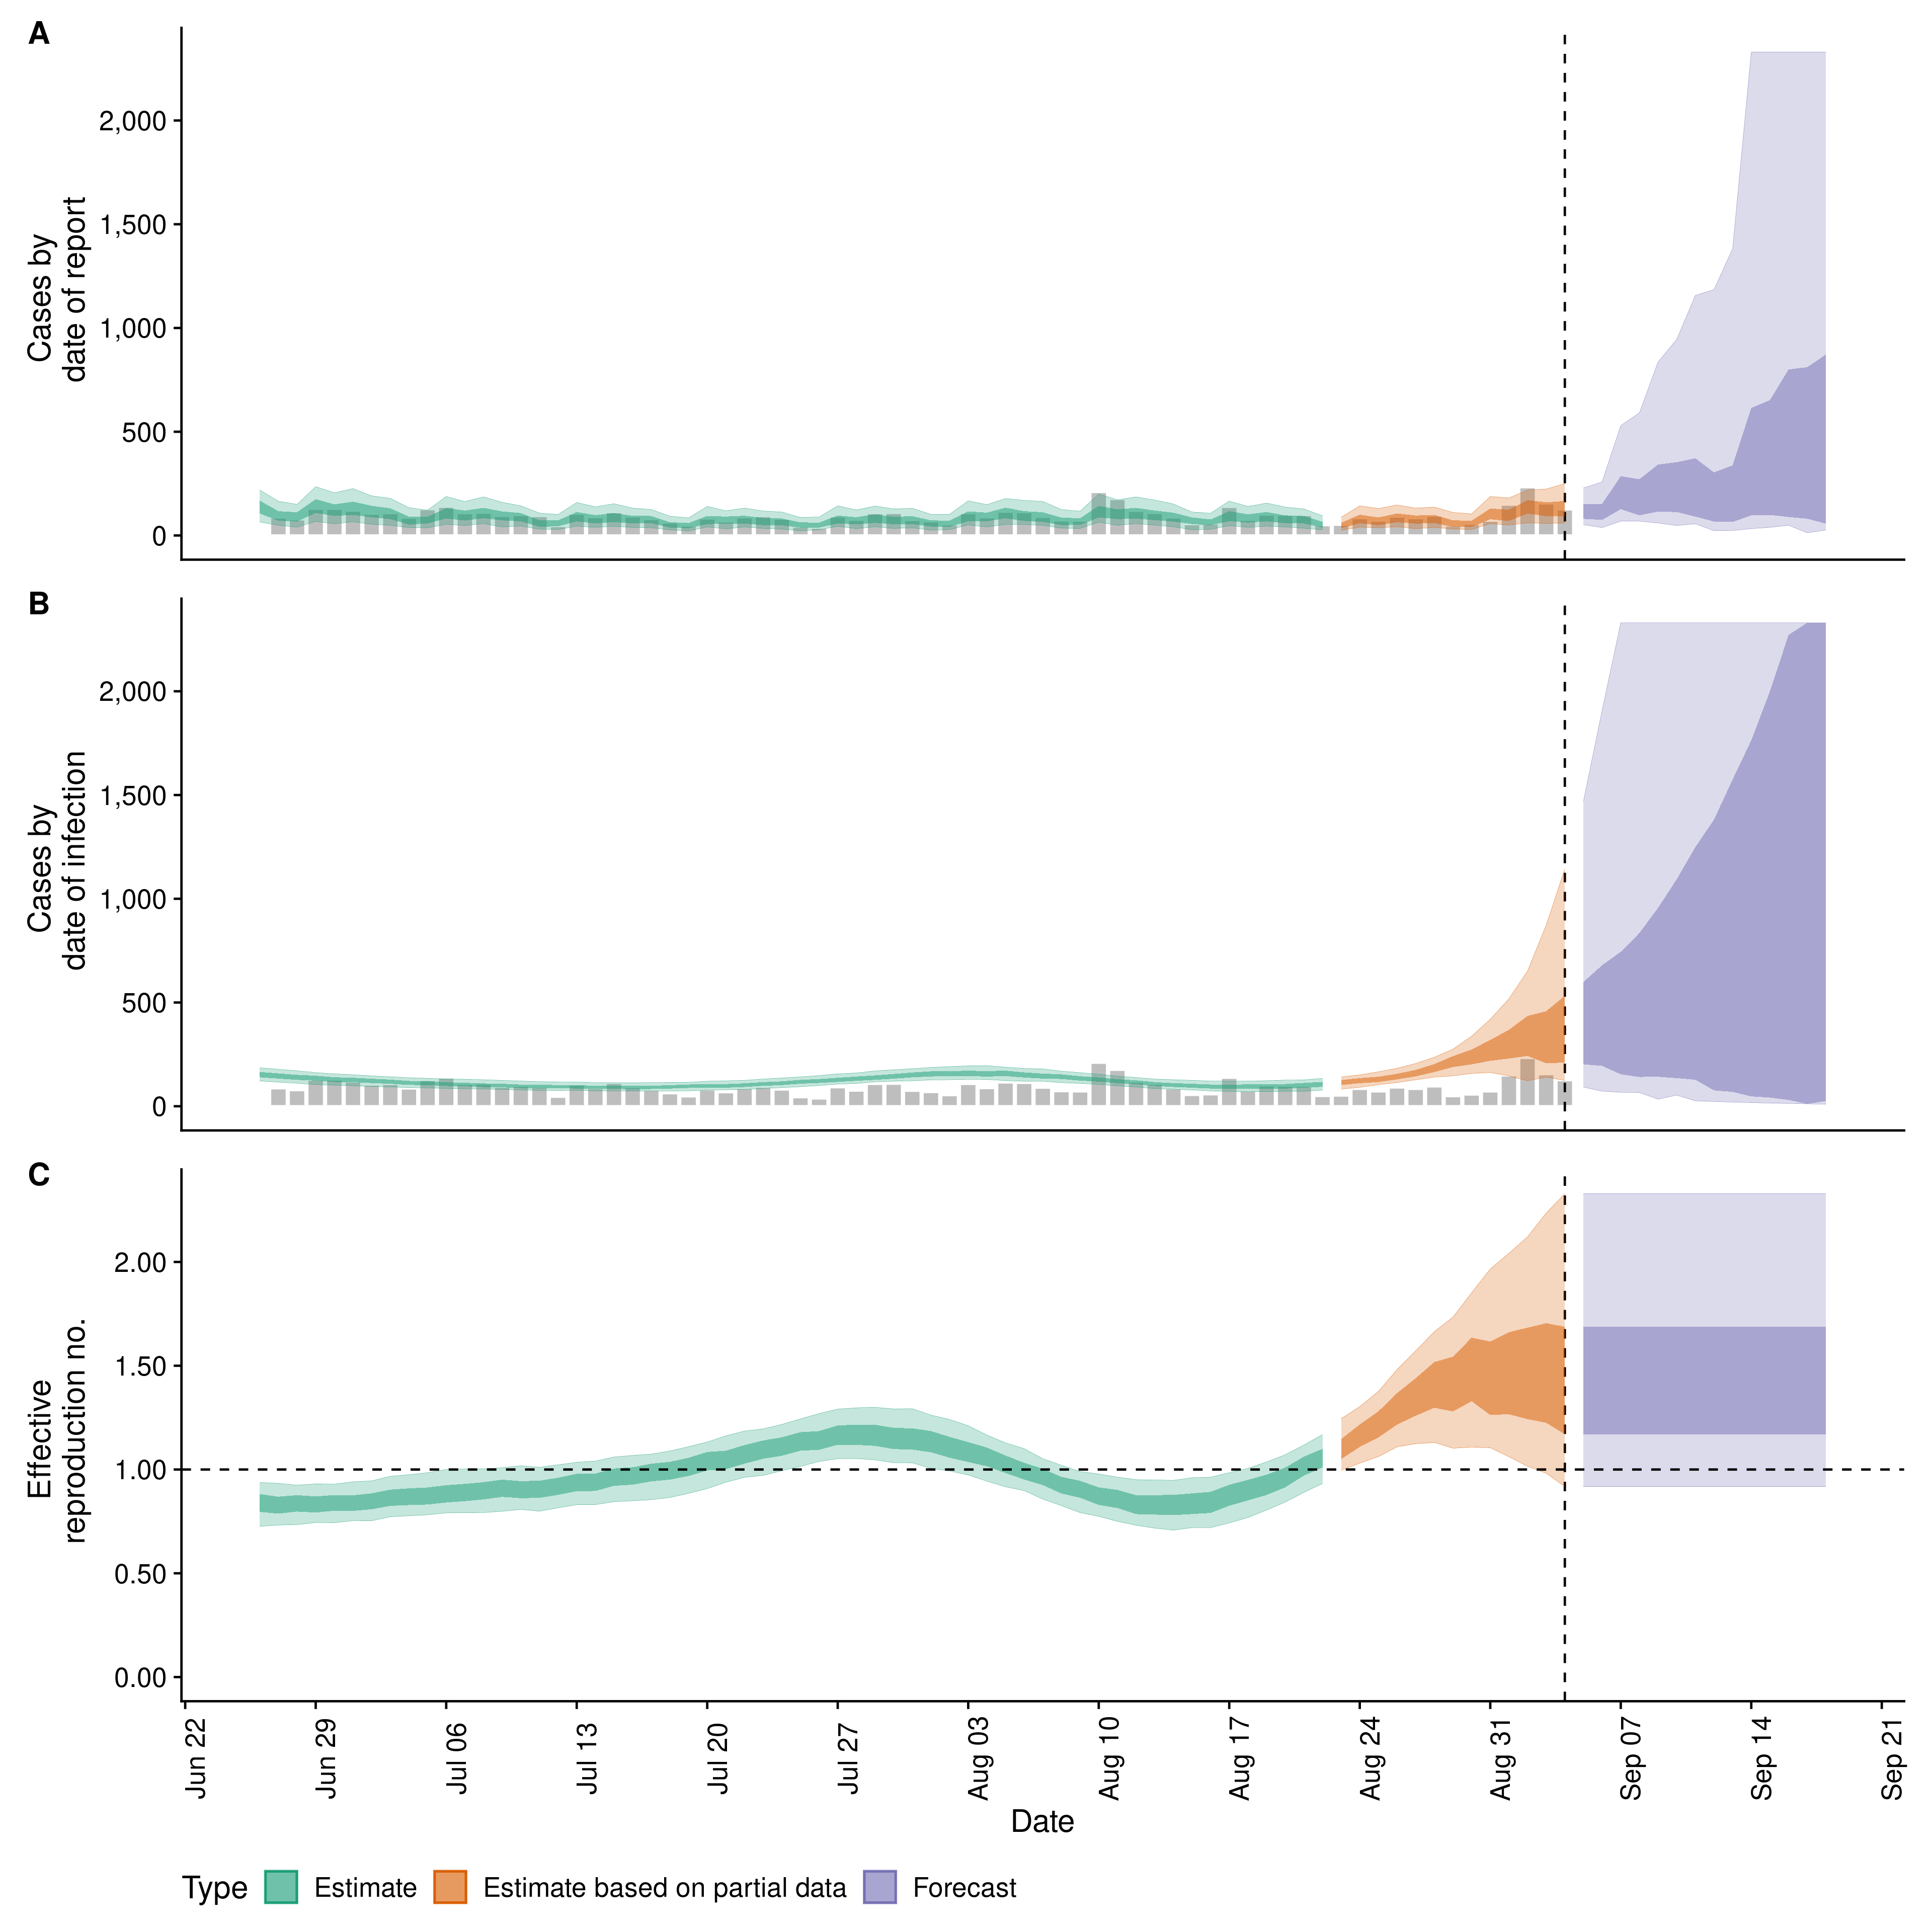 A
Cases by
date of report
2,000
1,500
1,000
500
0
B
Cases by
date of infection
2,000
1,500
1,000
500
0
C
Effective
reproduction no.
2.00
1.50
1.00
0.50
0.00
Jun 22
Jun 29
Jul 06
Jul 13
Jul 20
Jul 27
Aug 03
Aug 10
Aug 17
Aug 24
Aug 31
Sep 07
Sep 14
Sep 21
Date
Type Estimate Estimate based on partial data Forecast